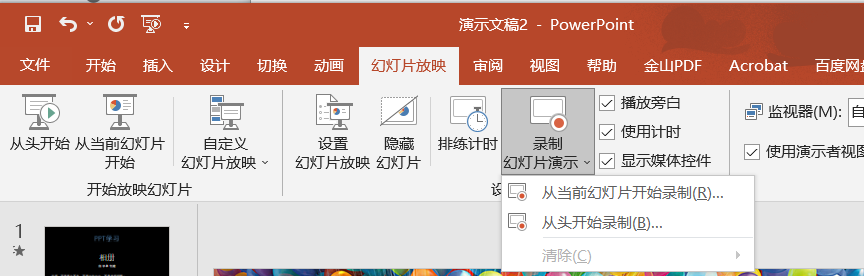 演示文稿2 - PowerPoint
文件 开始 插入 设计 切换 动画 幻灯片放映 审阅 视图 帮助 金山PDF Acrobat 百度网盘
从头开始 从当前幻灯片开始 自定义幻灯片放映 设置幻灯片放映 隐藏幻灯片 排练计时 录制幻灯片演示
播放旁白
使用计时
显示媒体控件
监视器(M): 自
使用演示者视图
开始放映幻灯片 设
从当前幻灯片开始录制(R)...
从头开始录制(B)...
清除(C)
1
PPT学习
相册